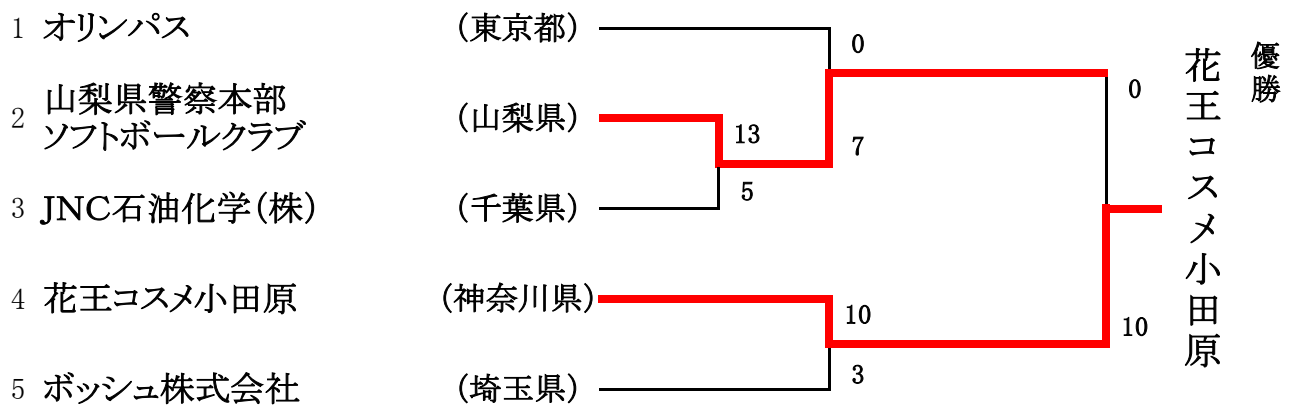 1 オリンパス (東京都)
0
2 山梨県警察本部
ソフトボールクラブ (山梨県)
13
7
5
3 JNC石油化学(株) (千葉県)
4 花王コスメ小田原 (神奈川県)
10
3
5 ボッシュ株式会社 (埼玉県)
0
10
優勝
花王コスメ小田原